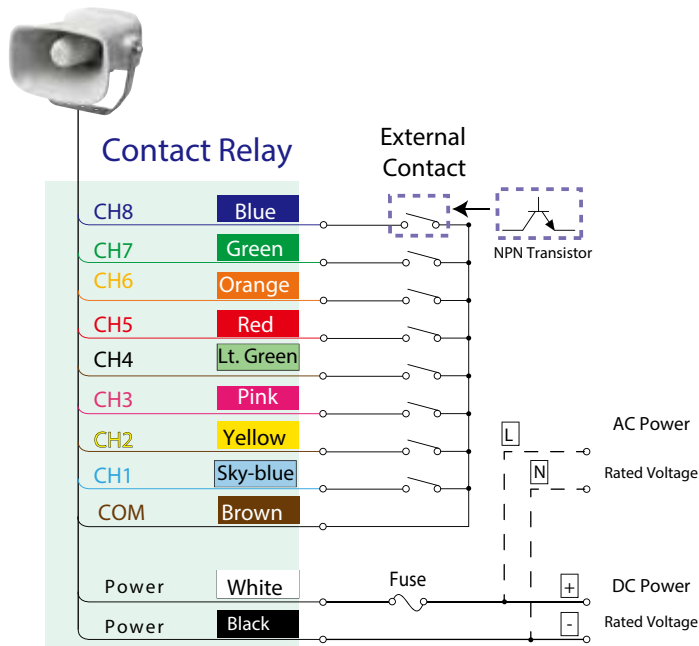 Contact Relay
External
Contact
CH8 Blue
NPN Transistor
CH7 Green
CH6 Orange
CH5 Red
CH4 Lt. Green
CH3 Pink
CH2 Yellow
L AC Power
CH1 Sky-blue
N Rated Voltage
COM Brown
Power White
Fuse
+ DC Power
Power Black
- Rated Voltage